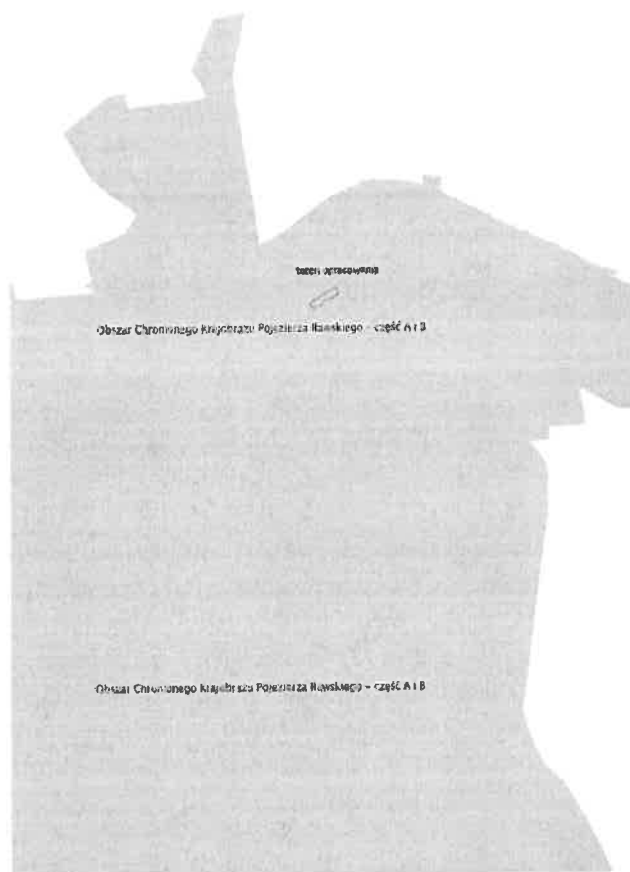 teren opracowania
Obszar Chronionego Krajobrazu Pojezierza Iławskiego - część A i B
Obszar Chronionego Krajobrazu Pojezierza Iławskiego - część A i B